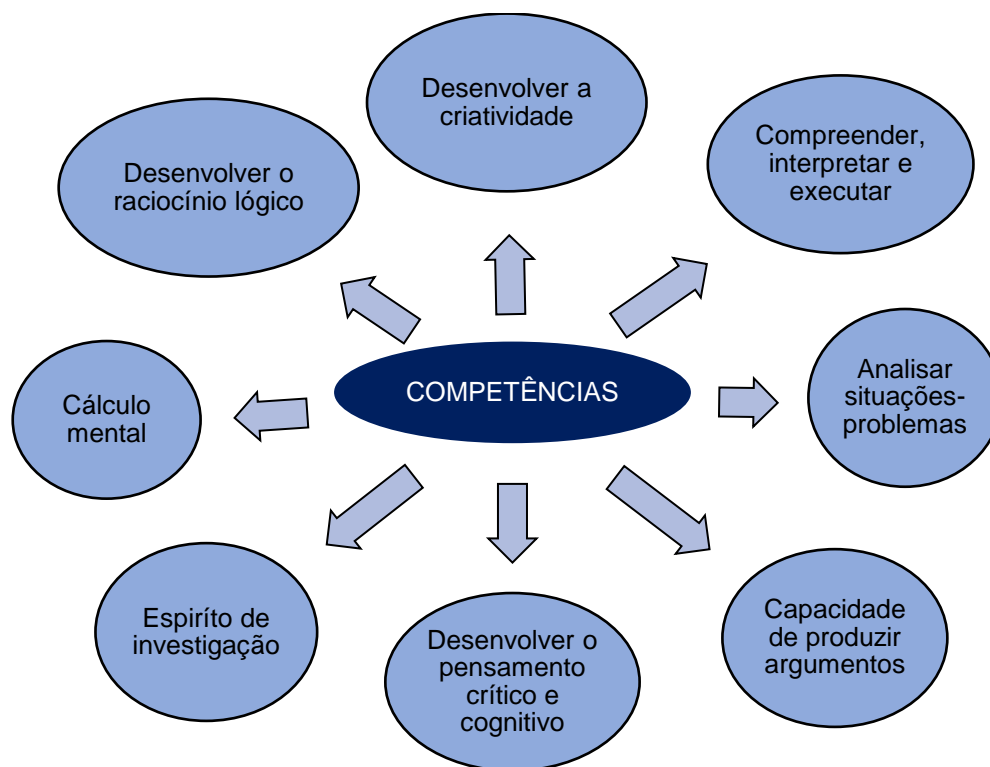 Desenvolver a
criatividade
Compreender,
interpretar e
executar
Desenvolver o
raciocínio lógico
COMPETÊNCIAS
Analisar
situações-
problemas
Cálculo
mental
Espiríto de
investigação
Desenvolver o
pensamento
crítico e
cognitivo
Capacidade
de produzir
argumentos